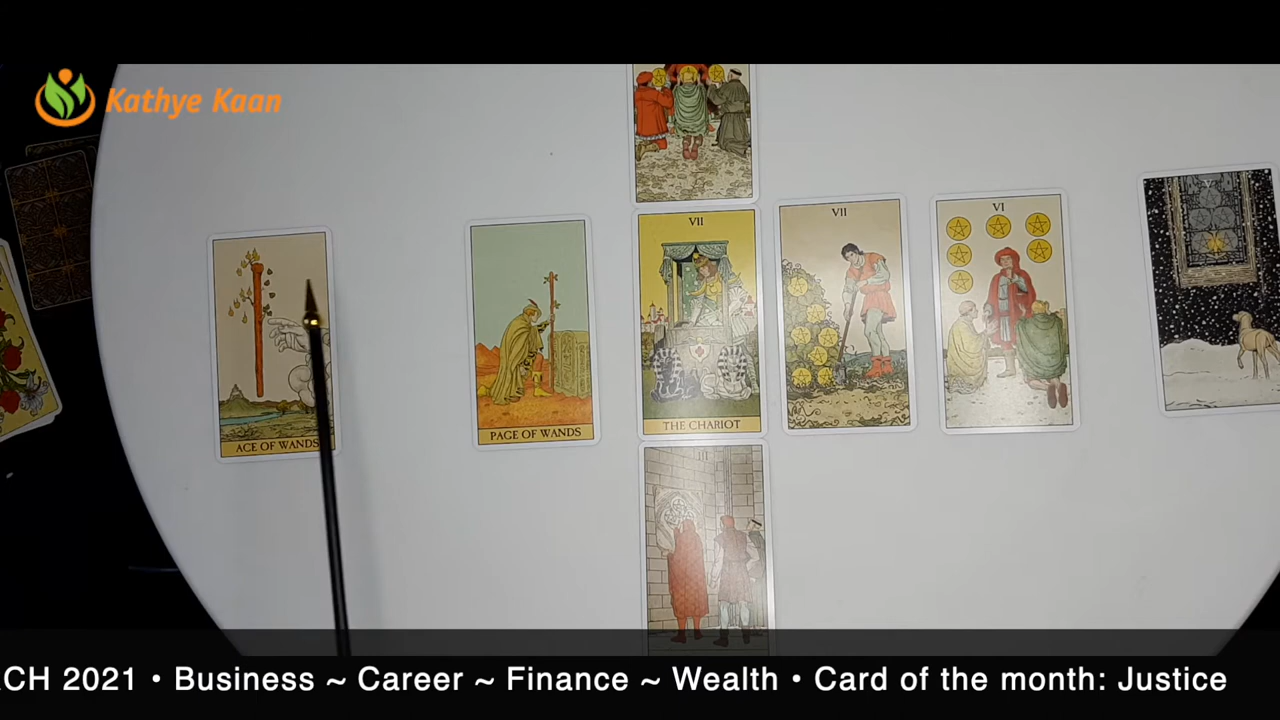 Kathye Kaan
VII
VII
VI
V
ACE OF WANDS
PAGE OF WANDS
THE CHARIOT
III
CH 2021 • Business ~ Career ~ Finance ~ Wealth • Card of the month: Justice